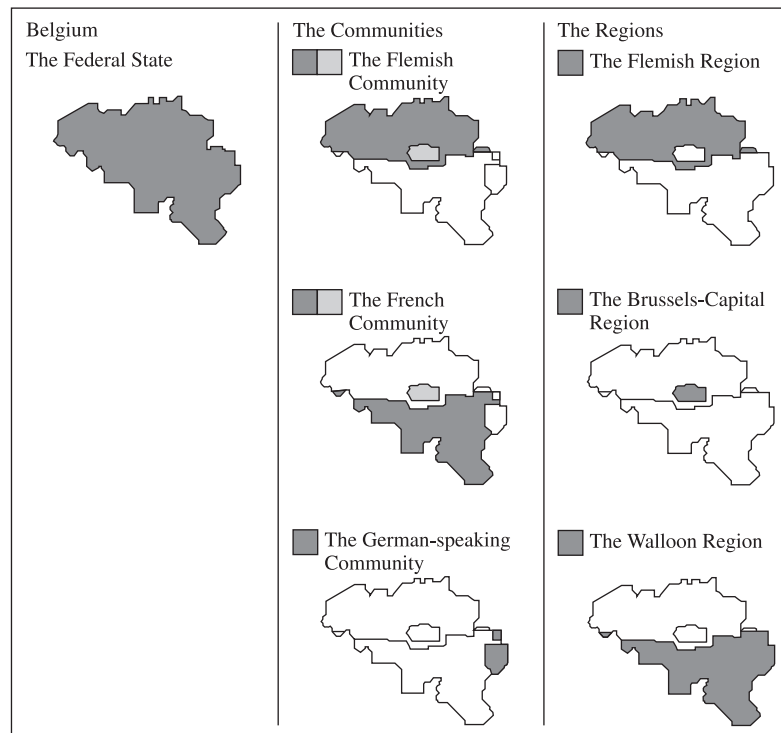 Belgium
The Federal State
The Communities
The Flemish
Community
The French
Community
The German-speaking
Community
The Regions
The Flemish Region
The Brussels-Capital
Region
The Walloon Region